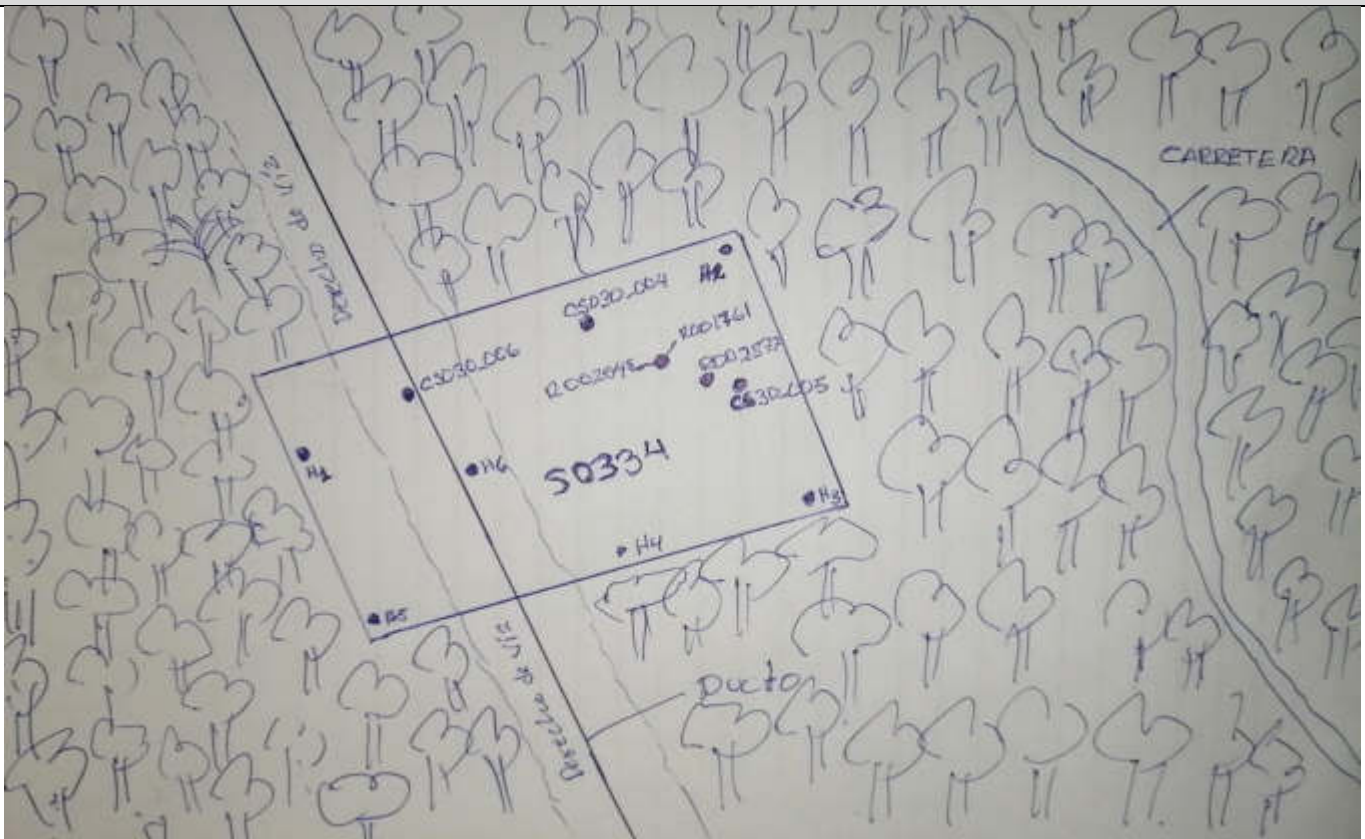 CARRETERA
Derecho de vía
H2
CS030_004
R001761
CS030_006
R002577
CS30_005
H1
H6
S0334
H3
H4
H5
Derecho de vía
Ducto